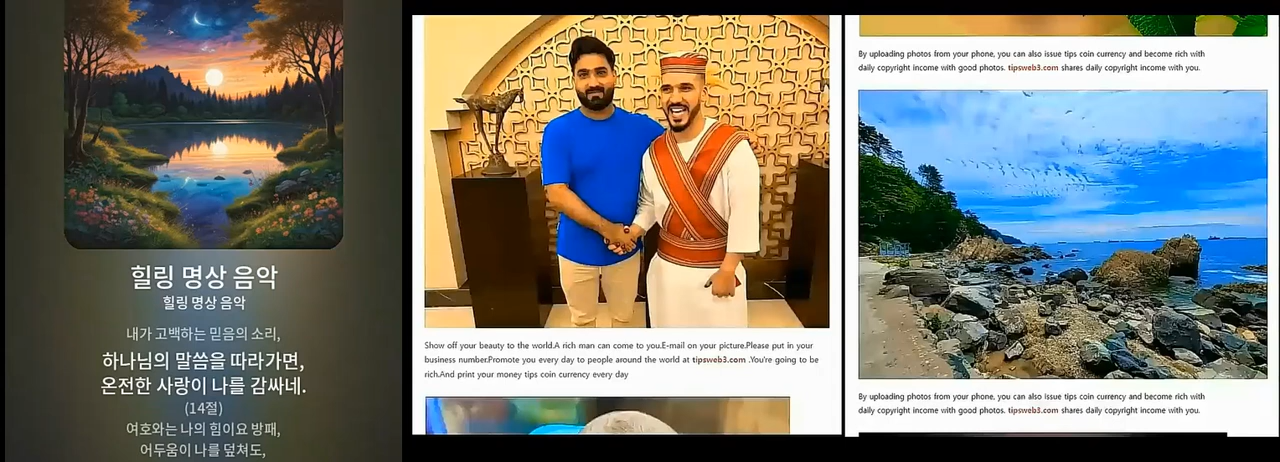 힐링 명상 음악
힐링 명상 음악
내가 고백하는 믿음의 소리,
하나님의 말씀을 따라가면,
온전한 사랑이 나를 감싸네.
(14절)
여호와는 나의 힘이요 방패,
어두움이 나를 덮쳐도,
Show off your beauty to the world.A rich man can come to you.E-mail on your picture.Please put in your
business number.Promote you every day to people around the world at tipsweb3.com .You're going to be
rich.And print your money tips coin currency every day
By uploading photos from your phone, you can also issue tips coin currency and become rich with
daily copyright income with good photos. tipsweb3.com shares daily copyright income with you.
By uploading photos from your phone, you can also issue tips coin currency and become rich with
daily copyright income with good photos. tipsweb3.com shares daily copyright income with you.